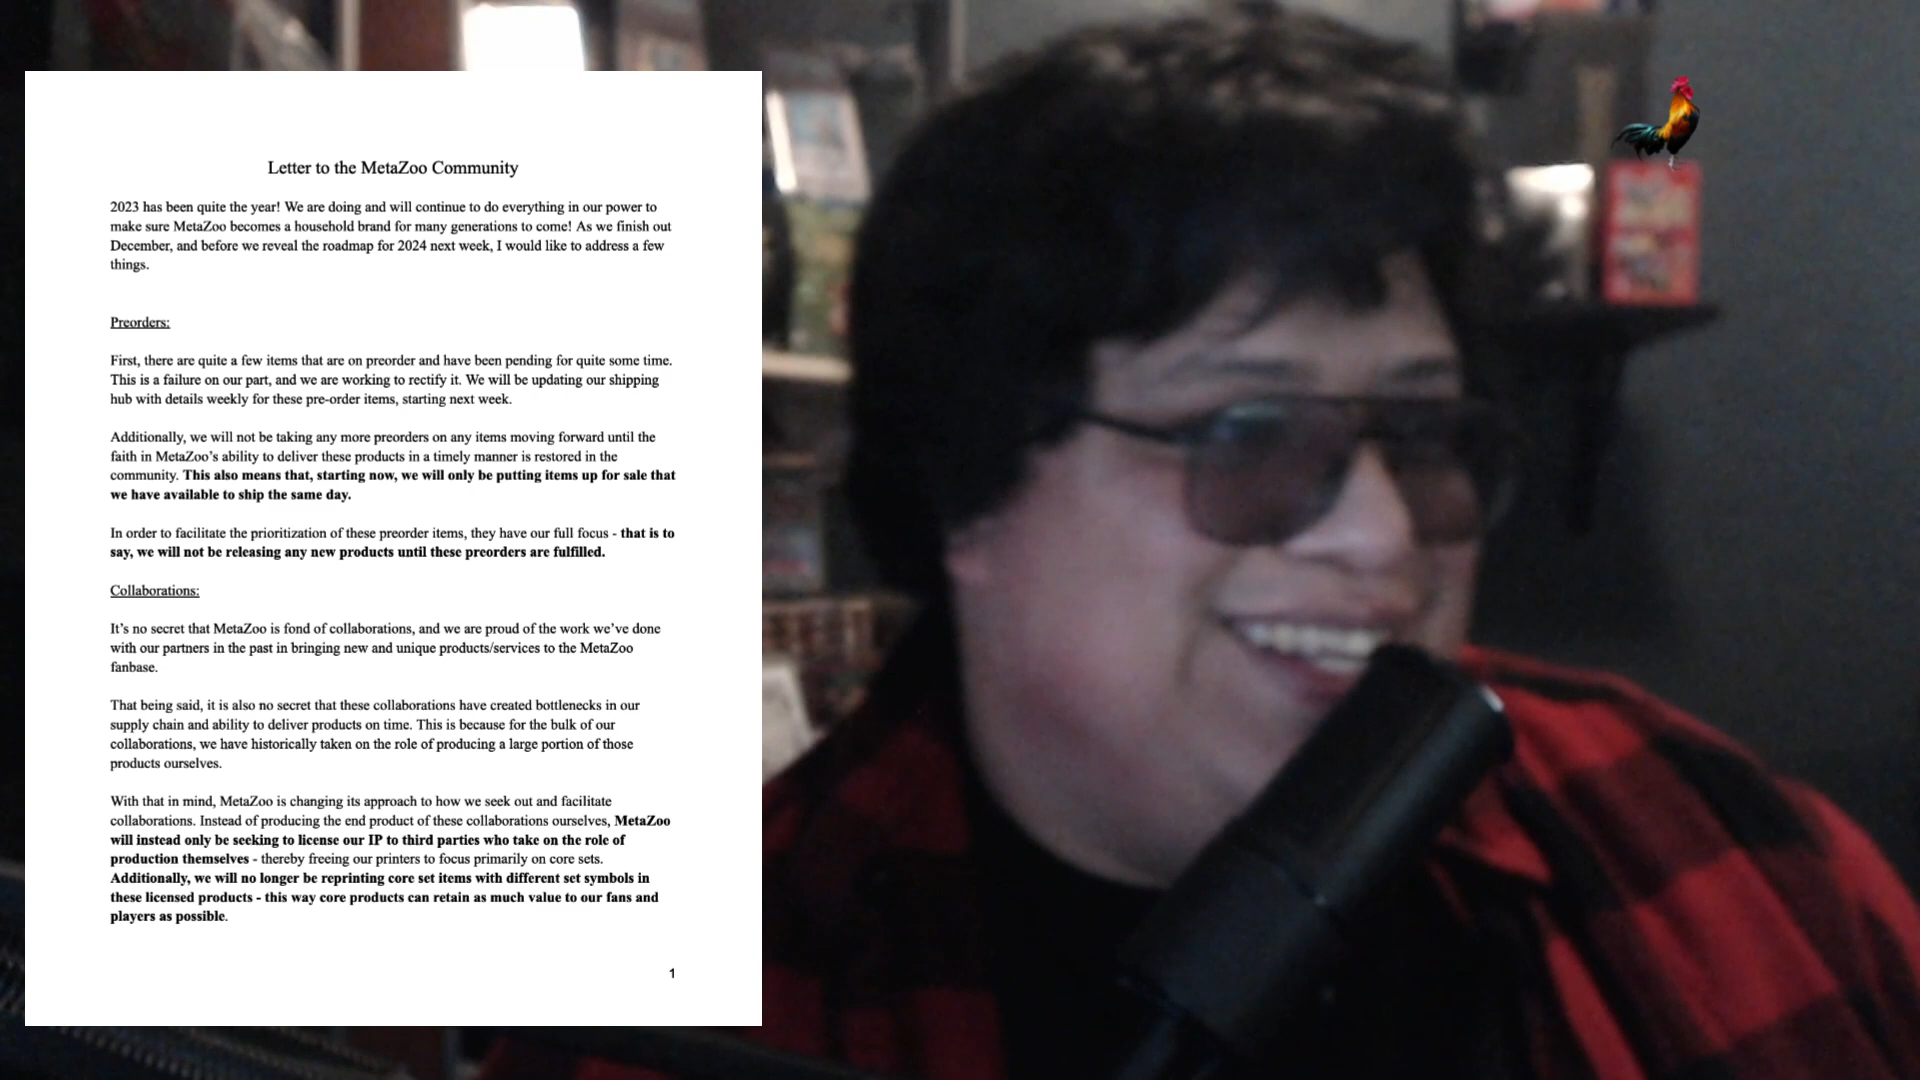 Letter to the MetaZoo Community
2023 has been quite the year! We are doing and will continue to do everything in our power to
make sure MetaZoo becomes a household brand for many generations to come! As we finish out
December, and before we reveal the roadmap for 2024 next week, I would like to address a few
things.
Preorders:
First, there are quite a few items that are on preorder and have been pending for quite some time.
This is a failure on our part, and we are working to rectify it. We will be updating our shipping
hub with details weekly for these pre-order items, starting next week.
Additionally, we will not be taking any more preorders on any items moving forward until the
faith in MetaZoo’s ability to deliver these products in a timely manner is restored in the
community. This also means that, starting now, we will only be putting items up for sale that
we have available to ship the same day.
In order to facilitate the prioritization of these preorder items, they have our full focus - that is to
say, we will not be releasing any new products until these preorders are fulfilled.
Collaborations:
It’s no secret that MetaZoo is fond of collaborations, and we are proud of the work we’ve done
with our partners in the past in bringing new and unique products/services to the MetaZoo
fanbase.
That being said, it is also no secret that these collaborations have created bottlenecks in our
supply chain and ability to deliver products on time. This is because for the bulk of our
collaborations, we have historically taken on the role of producing a large portion of those
products ourselves.
With that in mind, MetaZoo is changing its approach to how we seek out and facilitate
collaborations. Instead of producing the end product of these collaborations ourselves, MetaZoo
will instead only be seeking to license our IP to third parties who take on the role of
production themselves - thereby freeing our printers to focus primarily on core sets.
Additionally, we will no longer be reprinting core set items with different set symbols in
these licensed products - this way core products can retain as much value to our fans and
players as possible.
1